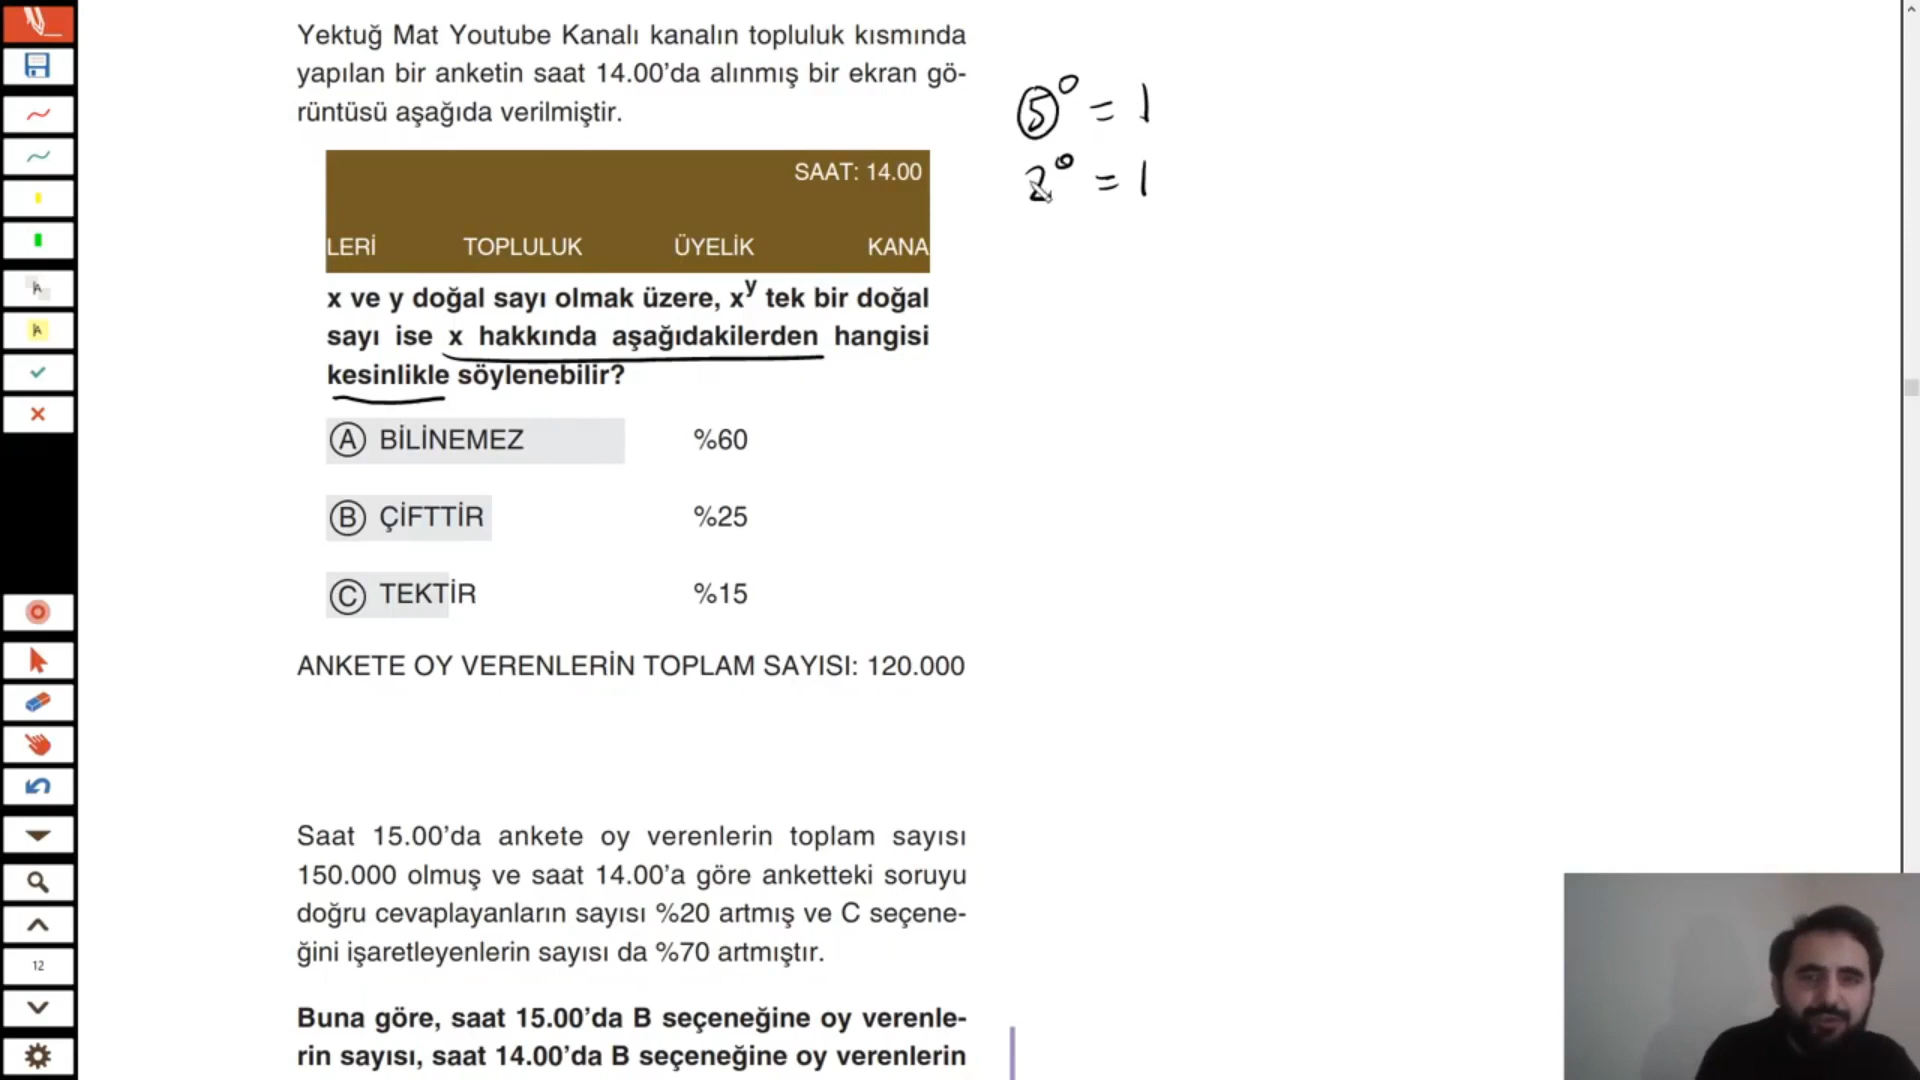 Yektuğ Mat Youtube Kanalı kanalın topluluk kısmında
yapılan bir anketin saat 14.00’da alınmış bir ekran gö-
rüntüsü aşağıda verilmiştir.
SAAT: 14.00
LERİ TOPLULUK ÜYELİK KANA
x ve y doğal sayı olmak üzere, x^y tek bir doğal
sayı ise x hakkında aşağıdakilerden hangisi
kesinlikle söylenebilir?
A BİLİNEMEZ %60
B ÇİFTTİR %25
C TEKTİR %15
ANKETE OY VERENLERİN TOPLAM SAYISI: 120.000
Saat 15.00’da ankete oy verenlerin toplam sayısı
150.000 olmuş ve saat 14.00’a göre anketteki soruyu
doğru cevaplayanların sayısı %20 artmış ve C seçene-
ğini işaretleyenlerin sayısı da %70 artmıştır.
Buna göre, saat 15.00’da B seçeneğine oy verenle-
rin sayısı, saat 14.00’da B seçeneğine oy verenlerin
5^0 = 1
2^0 = 1
12